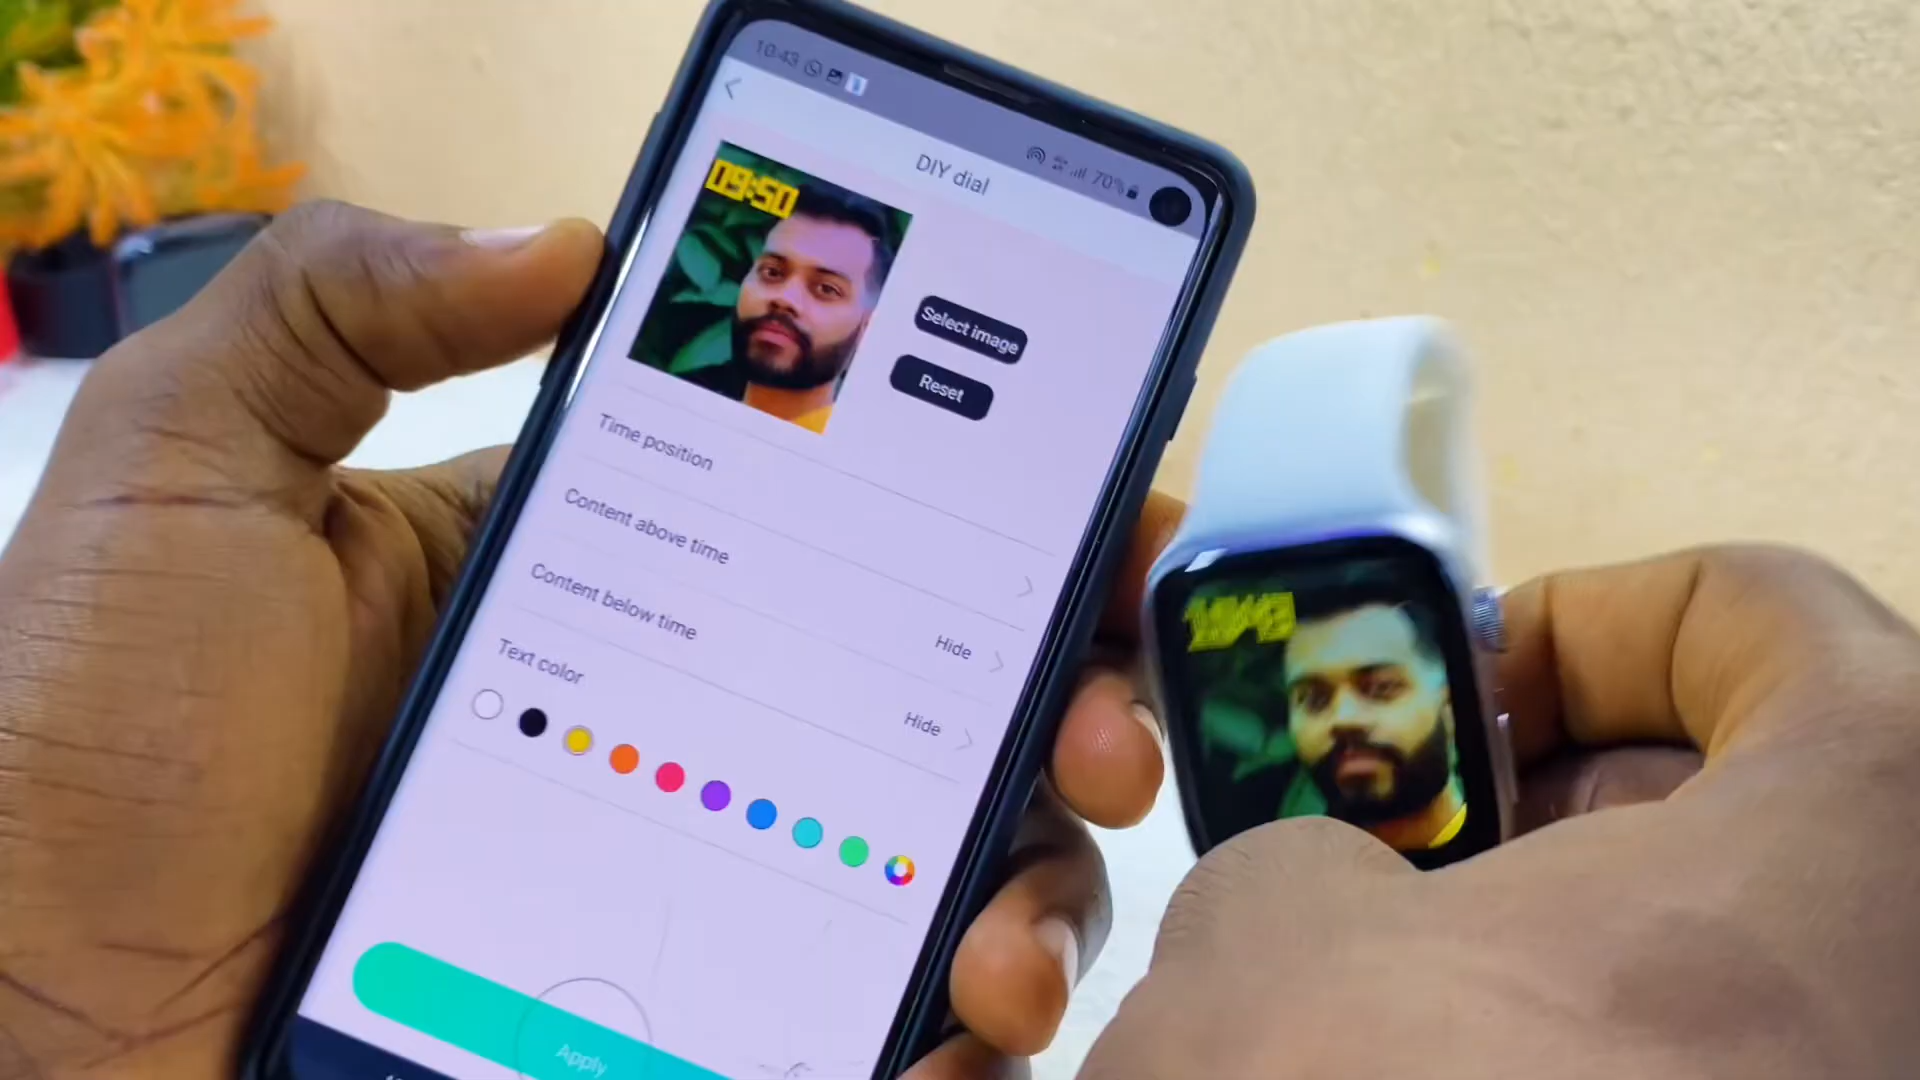 10:43
70%
DIY dial
09:50
Select image
Reset
Time position
Content above time
Hide
Content below time
Hide
Text color
Apply